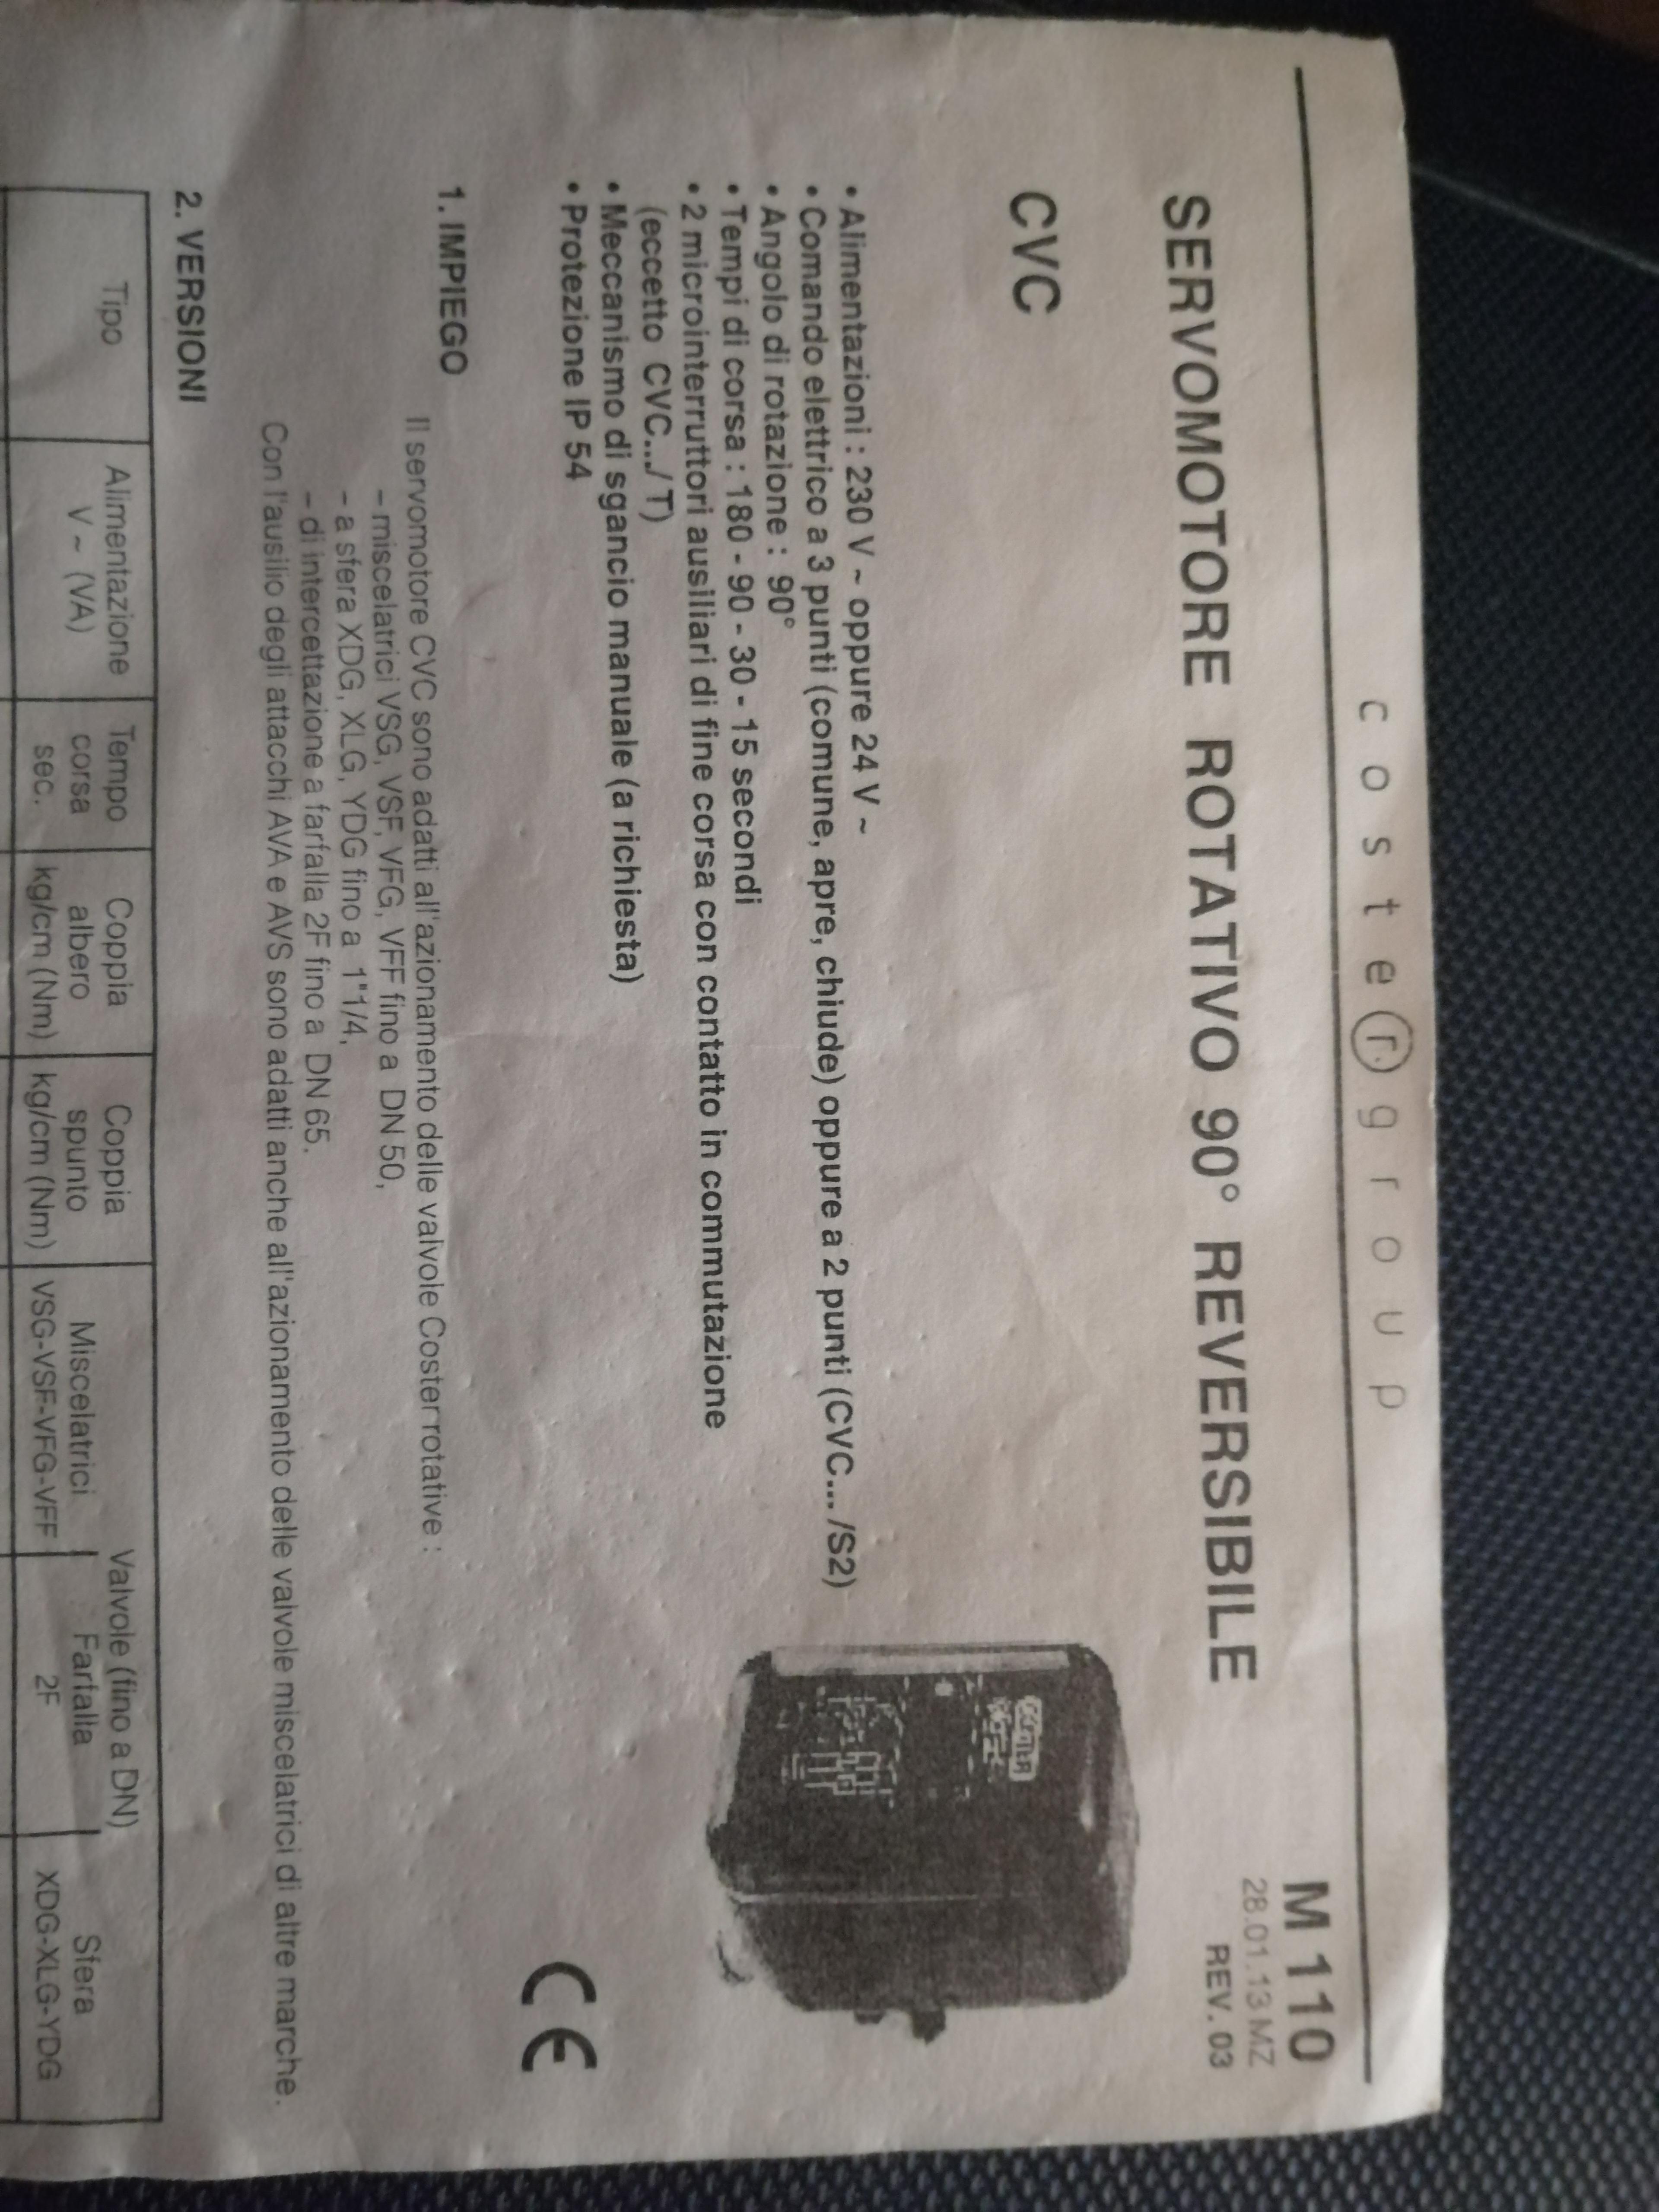 coster group
M 110
28.01.13 MZ
REV. 03
SERVOMOTORE ROTATIVO 90° REVERSIBILE
CVC
• Alimentazioni : 230 V ~ oppure 24 V ~
• Comando elettrico a 3 punti (comune, apre, chiude) oppure a 2 punti (CVC... /S2)
• Angolo di rotazione : 90°
• Tempi di corsa : 180 - 90 - 30 - 15 secondi
• 2 microinterruttori ausiliari di fine corsa con contatto in commutazione
(eccetto CVC.../ T)
• Meccanismo di sgancio manuale (a richiesta)
• Protezione IP 54
COSTER
CE
1. IMPIEGO
Il servomotore CVC sono adatti all'azionamento delle valvole Coster rotative :
– miscelatrici VSG, VSF, VFG, VFF fino a DN 50,
– a sfera XDG, XLG, YDG fino a 1"1/4,
– di intercettazione a farfalla 2F fino a DN 65.
Con l'ausilio degli attacchi AVA e AVS sono adatti anche all'azionamento delle valvole miscelatrici di altre marche.
2. VERSIONI
Tipo
Alimentazione
V ~ (VA)
Tempo
corsa
sec.
Coppia
albero
kg/cm (Nm)
Coppia
spunto
kg/cm (Nm)
Valvole (fino a DN)
Miscelatrici
VSG-VSF-VFG-VFF
Farfalla
2F
Sfera
XDG-XLG-YDG